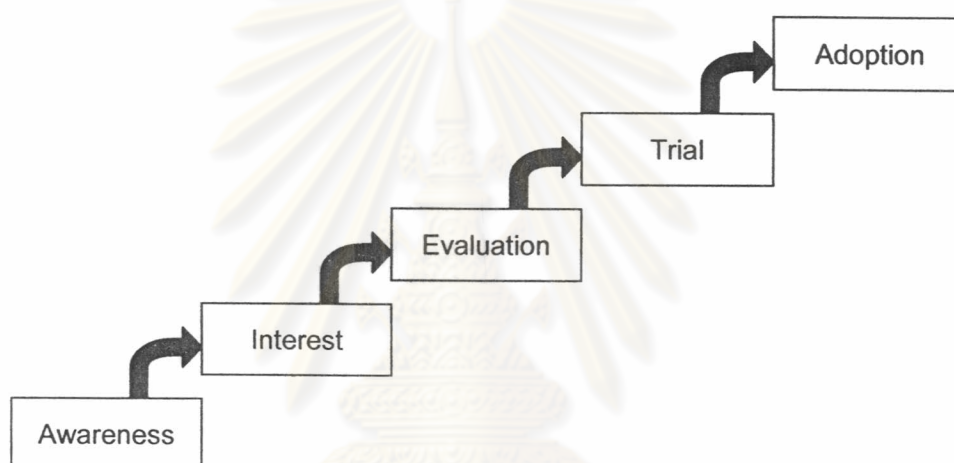 Adoption
Trial
Evaluation
Interest
Awareness